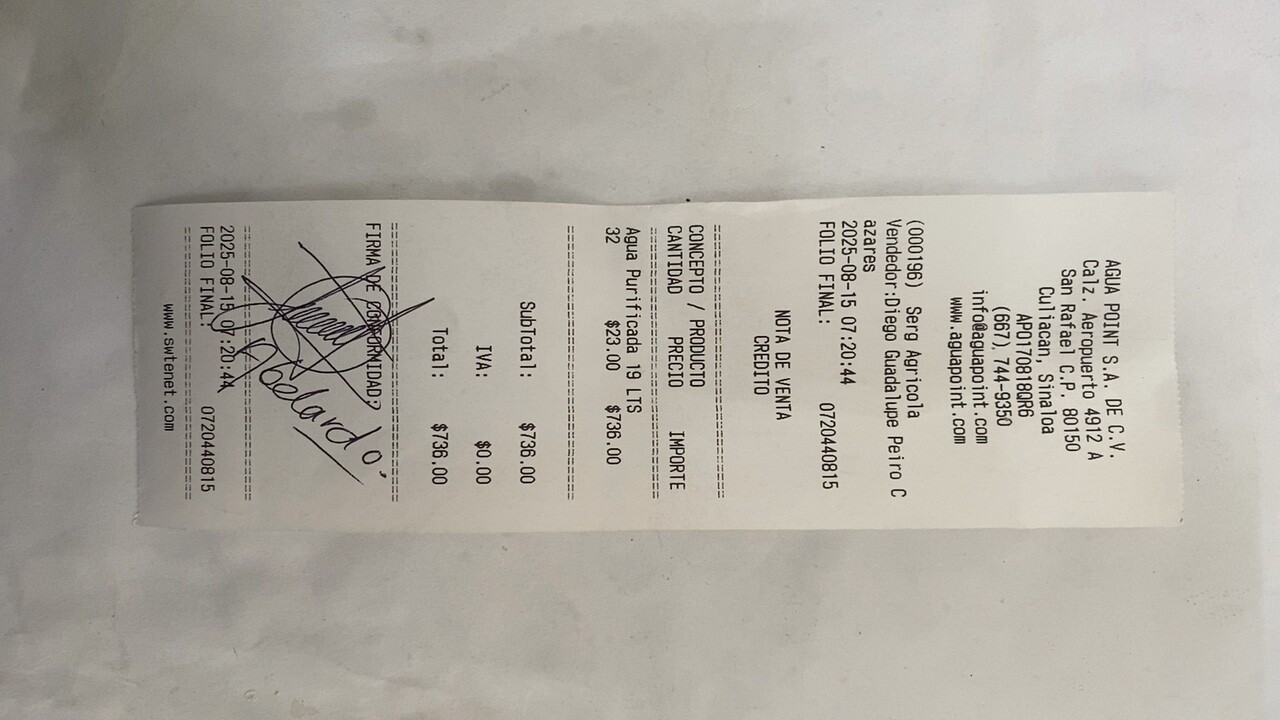 AGUA POINT S.A. DE C.V.
Calz. Aeropuerto 4912 A
San Rafael C.P. 80150
Culiacan, Sinaloa
APO170818QR6
(667), 744-9350
info@aguapoint.com
www.aguapoint.com
(000196) Serg Agricola
Vendedor:Diego Guadalupe Peiro C
azares
2025-08-15 07:20:44
FOLIO FINAL: 0720440815
NOTA DE VENTA
CREDITO
------------------------------
CONCEPTO / PRODUCTO
CANTIDAD PRECIO IMPORTE
------------------------------
Agua Purificada 19 LTS
32 $23.00 $736.00
------------------------------
SubTotal: $736.00
IVA: $0.00
Total: $736.00
------------------------------
FIRMA DE CONFORNIDAD:
Abelardo.
------------------------------
2025-08-15 07:20:44
FOLIO FINAL: 0720440815
------------------------------
www.swtenet.com